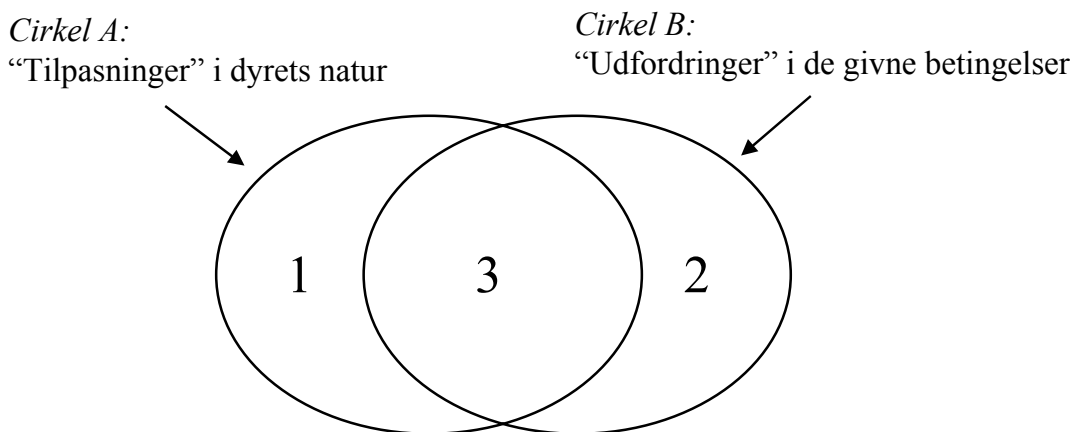 Cirkel A:
“Tilpasninger” i dyrets natur
Cirkel B:
“Udfordringer” i de givne betingelser
1
3
2